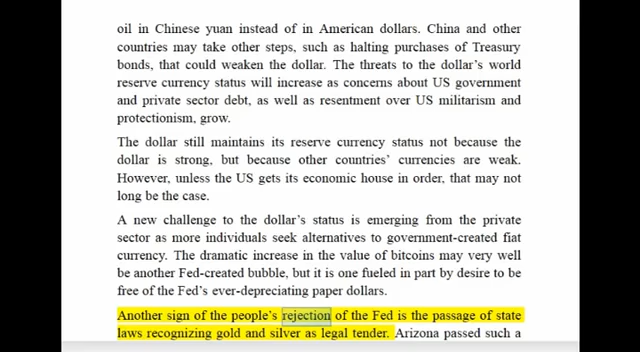 oil in Chinese yuan instead of in American dollars. China and other
countries may take other steps, such as halting purchases of Treasury
bonds, that could weaken the dollar. The threats to the dollar's world
reserve currency status will increase as concerns about US government
and private sector debt, as well as resentment over US militarism and
protectionism, grow.
The dollar still maintains its reserve currency status not because the
dollar is strong, but because other countries' currencies are weak.
However, unless the US gets its economic house in order, that may not
long be the case.
A new challenge to the dollar's status is emerging from the private
sector as more individuals seek alternatives to government-created fiat
currency. The dramatic increase in the value of bitcoins may very well
be another Fed-created bubble, but it is one fueled in part by desire to be
free of the Fed's ever-depreciating paper dollars.
Another sign of the people's rejection of the Fed is the passage of state
laws recognizing gold and silver as legal tender. Arizona passed such a